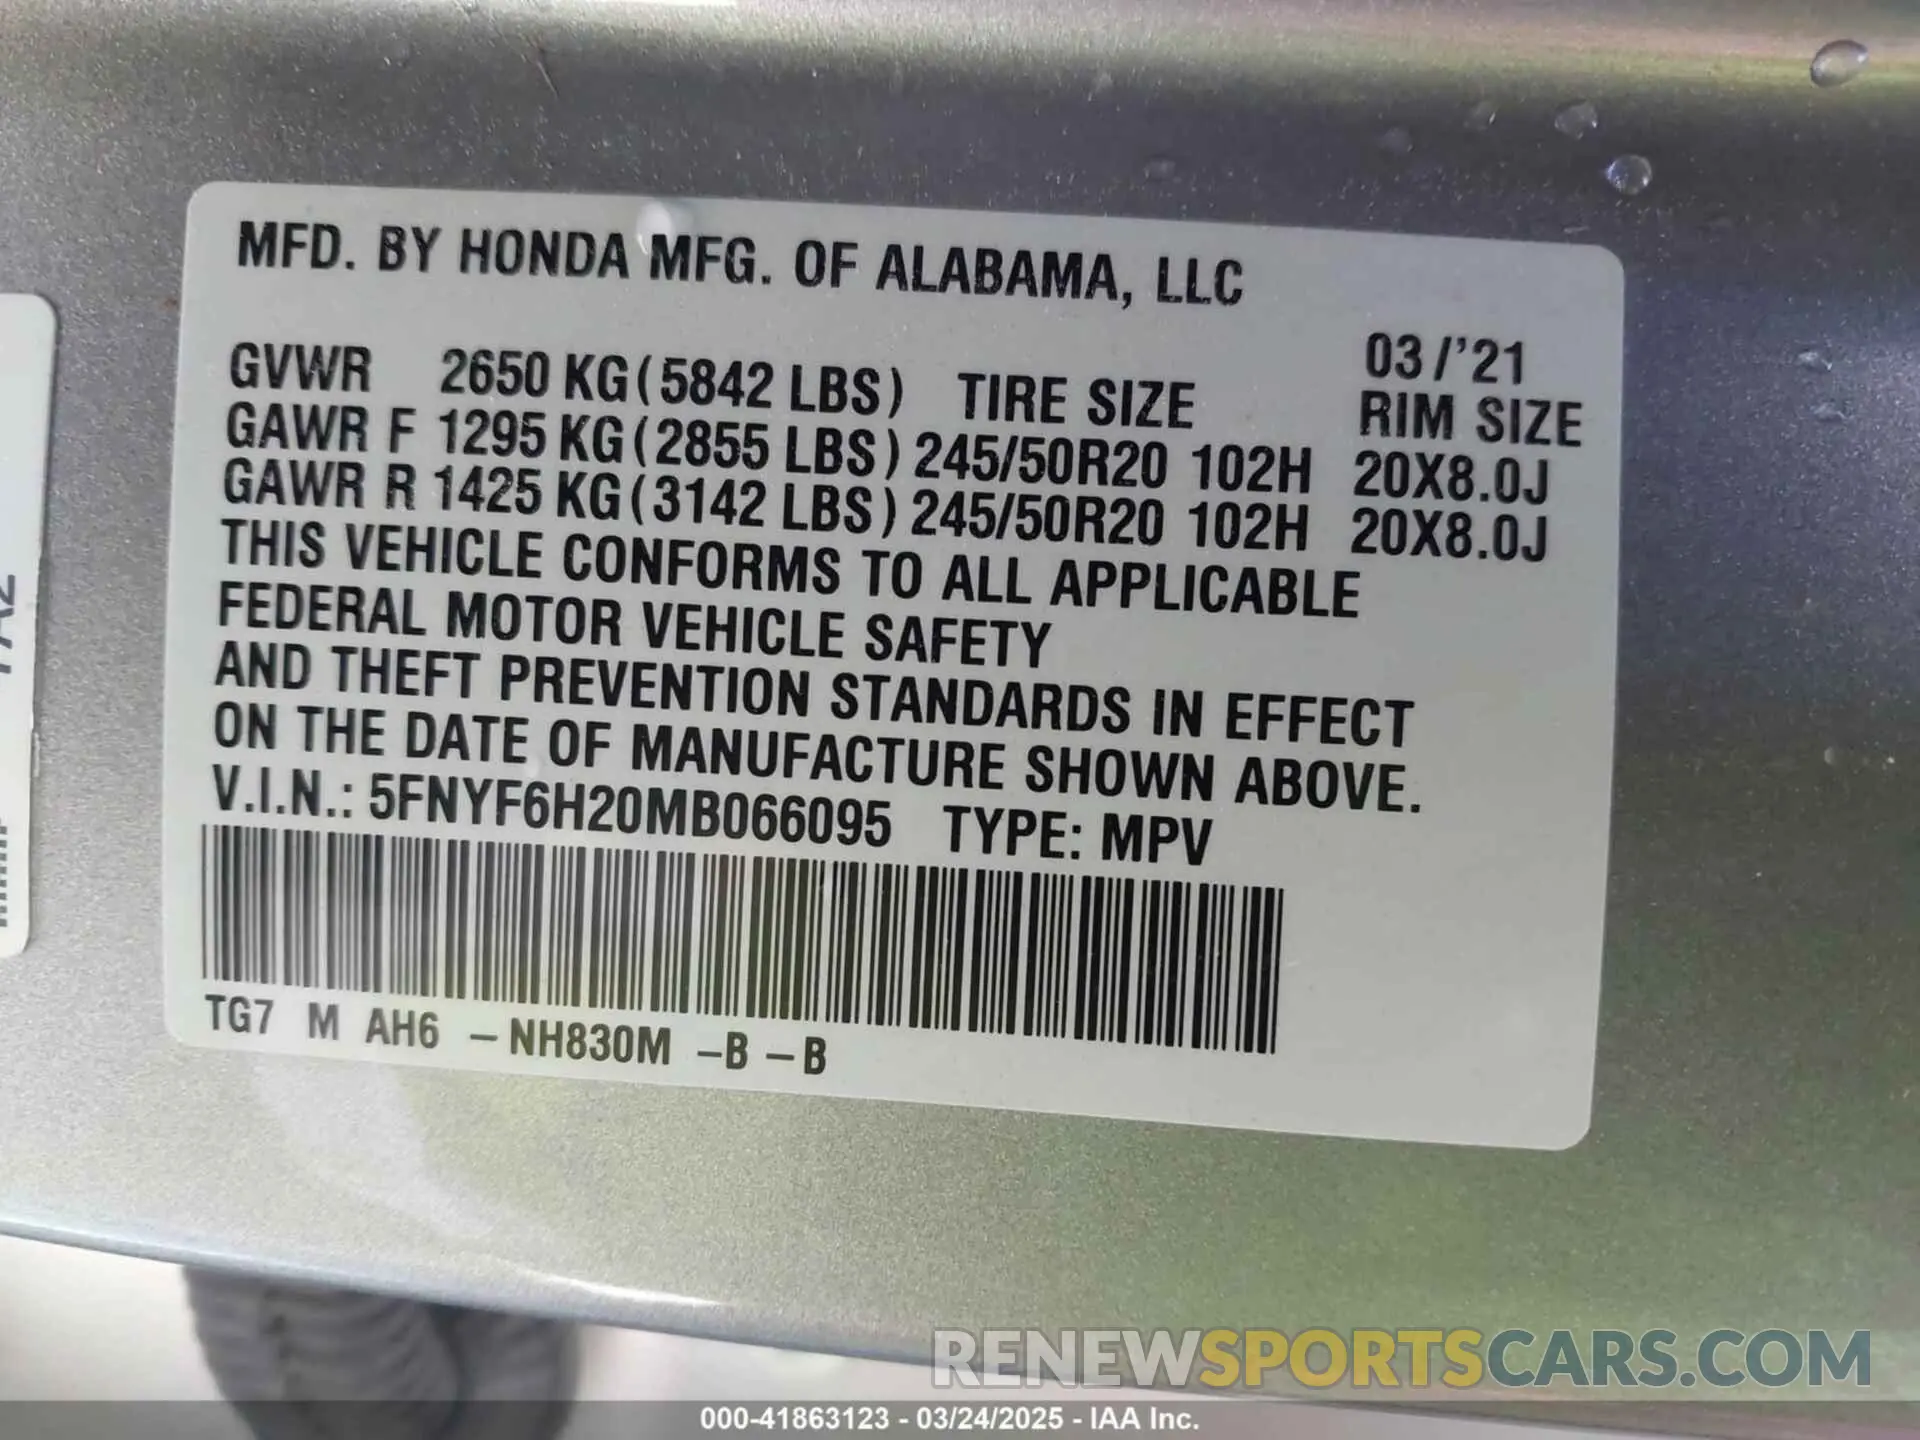 MFD. BY HONDA MFG. OF ALABAMA, LLC
03/'21
GVWR 2650 KG (5842 LBS) TIRE SIZE RIM SIZE
GAWR F 1295 KG (2855 LBS) 245/50R20 102H 20X8.0J
GAWR R 1425 KG (3142 LBS) 245/50R20 102H 20X8.0J
THIS VEHICLE CONFORMS TO ALL APPLICABLE
FEDERAL MOTOR VEHICLE SAFETY
AND THEFT PREVENTION STANDARDS IN EFFECT
ON THE DATE OF MANUFACTURE SHOWN ABOVE.
V.I.N.: 5FNYF6H20MB066095 TYPE: MPV
TG7 M AH6 –NH830M –B –B
RENEWSPORTSCARS.COM
000-41863123 - 03/24/2025 - IAA Inc.